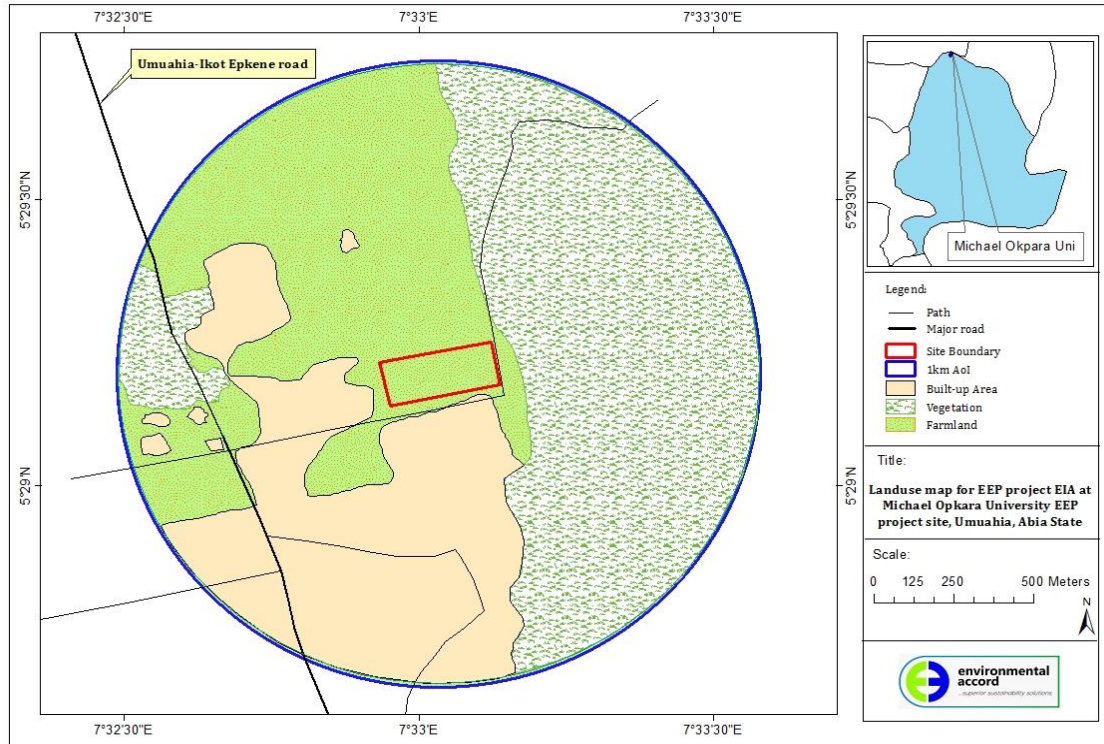 7°32'30"E 7°33'E 7°33'30"E
Umuahia-Ikot Epkene road
5°29'30"N
5°29'30"N
5°29'N
5°29'N
7°32'30"E 7°33'E 7°33'30"E
Michael Okpara Uni
Legend:
Path
Major road
Site Boundary
1km AoI
Built-up Area
Vegetation
Farmland
Title:
Landuse map for EEP project EIA at
Michael Opkara University EEP
project site, Umuahia, Abia State
Scale:
0 125 250 500 Meters
N
environmental
accord
...superior sustainability solutions